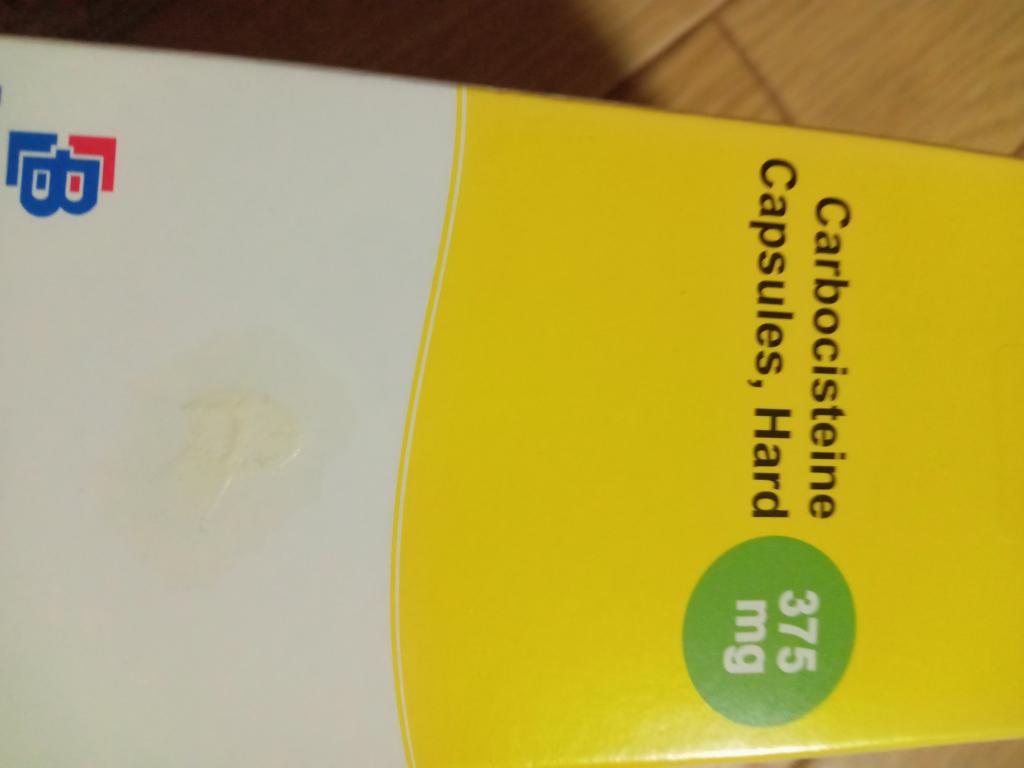 Carbocisteine
Capsules, Hard
375
mg
B